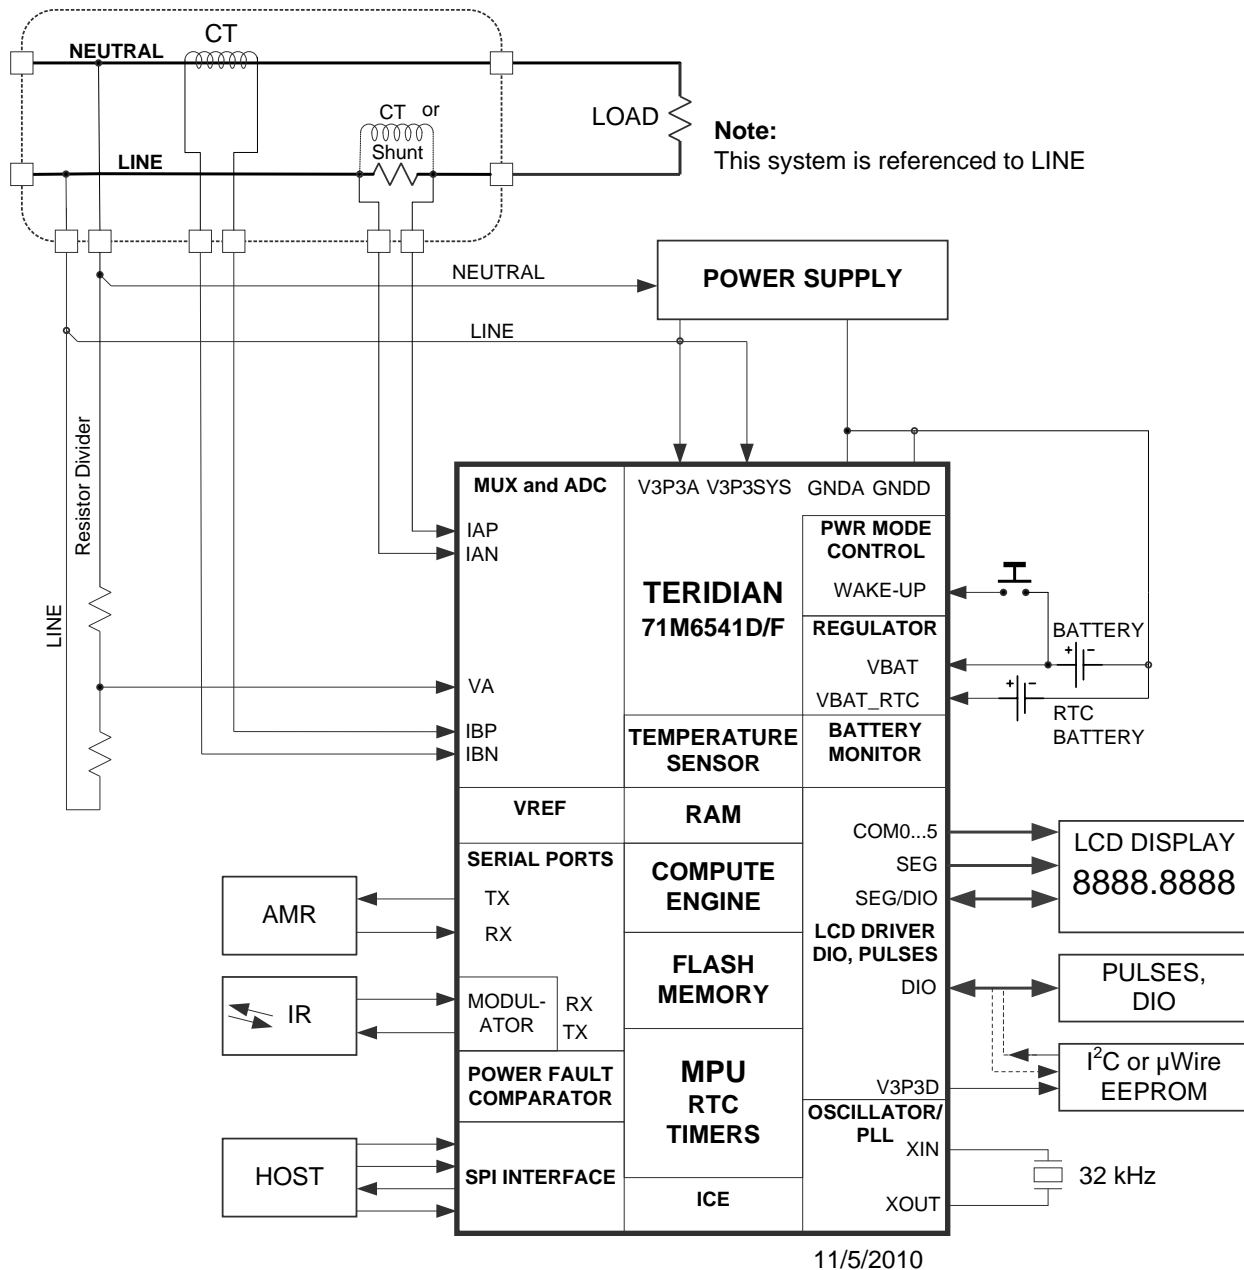 CT
NEUTRAL
CT or
Shunt
LINE
LOAD
Note:
This system is referenced to LINE
NEUTRAL
POWER SUPPLY
LINE
Resistor Divider
LINE
MUX and ADC
V3P3A V3P3SYS GNDA GNDD
IAP
IAN
PWR MODE
CONTROL
WAKE-UP
TERIDIAN
71M6541D/F
REGULATOR
BATTERY
+ -
VBAT
VA
VBAT_RTC
+ -
RTC
BATTERY
IBP
IBN
TEMPERATURE
SENSOR
BATTERY
MONITOR
VREF
RAM
COM0...5
SEG
SEG/DIO
LCD DISPLAY
8888.8888
SERIAL PORTS
TX
RX
AMR
COMPUTE
ENGINE
LCD DRIVER
DIO, PULSES
DIO
FLASH
MEMORY
PULSES,
DIO
IR
MODUL-
ATOR
RX
TX
I²C or µWire
EEPROM
V3P3D
POWER FAULT
COMPARATOR
MPU
RTC
TIMERS
OSCILLATOR/
PLL
XIN
XOUT
32 kHz
HOST
SPI INTERFACE
ICE
11/5/2010